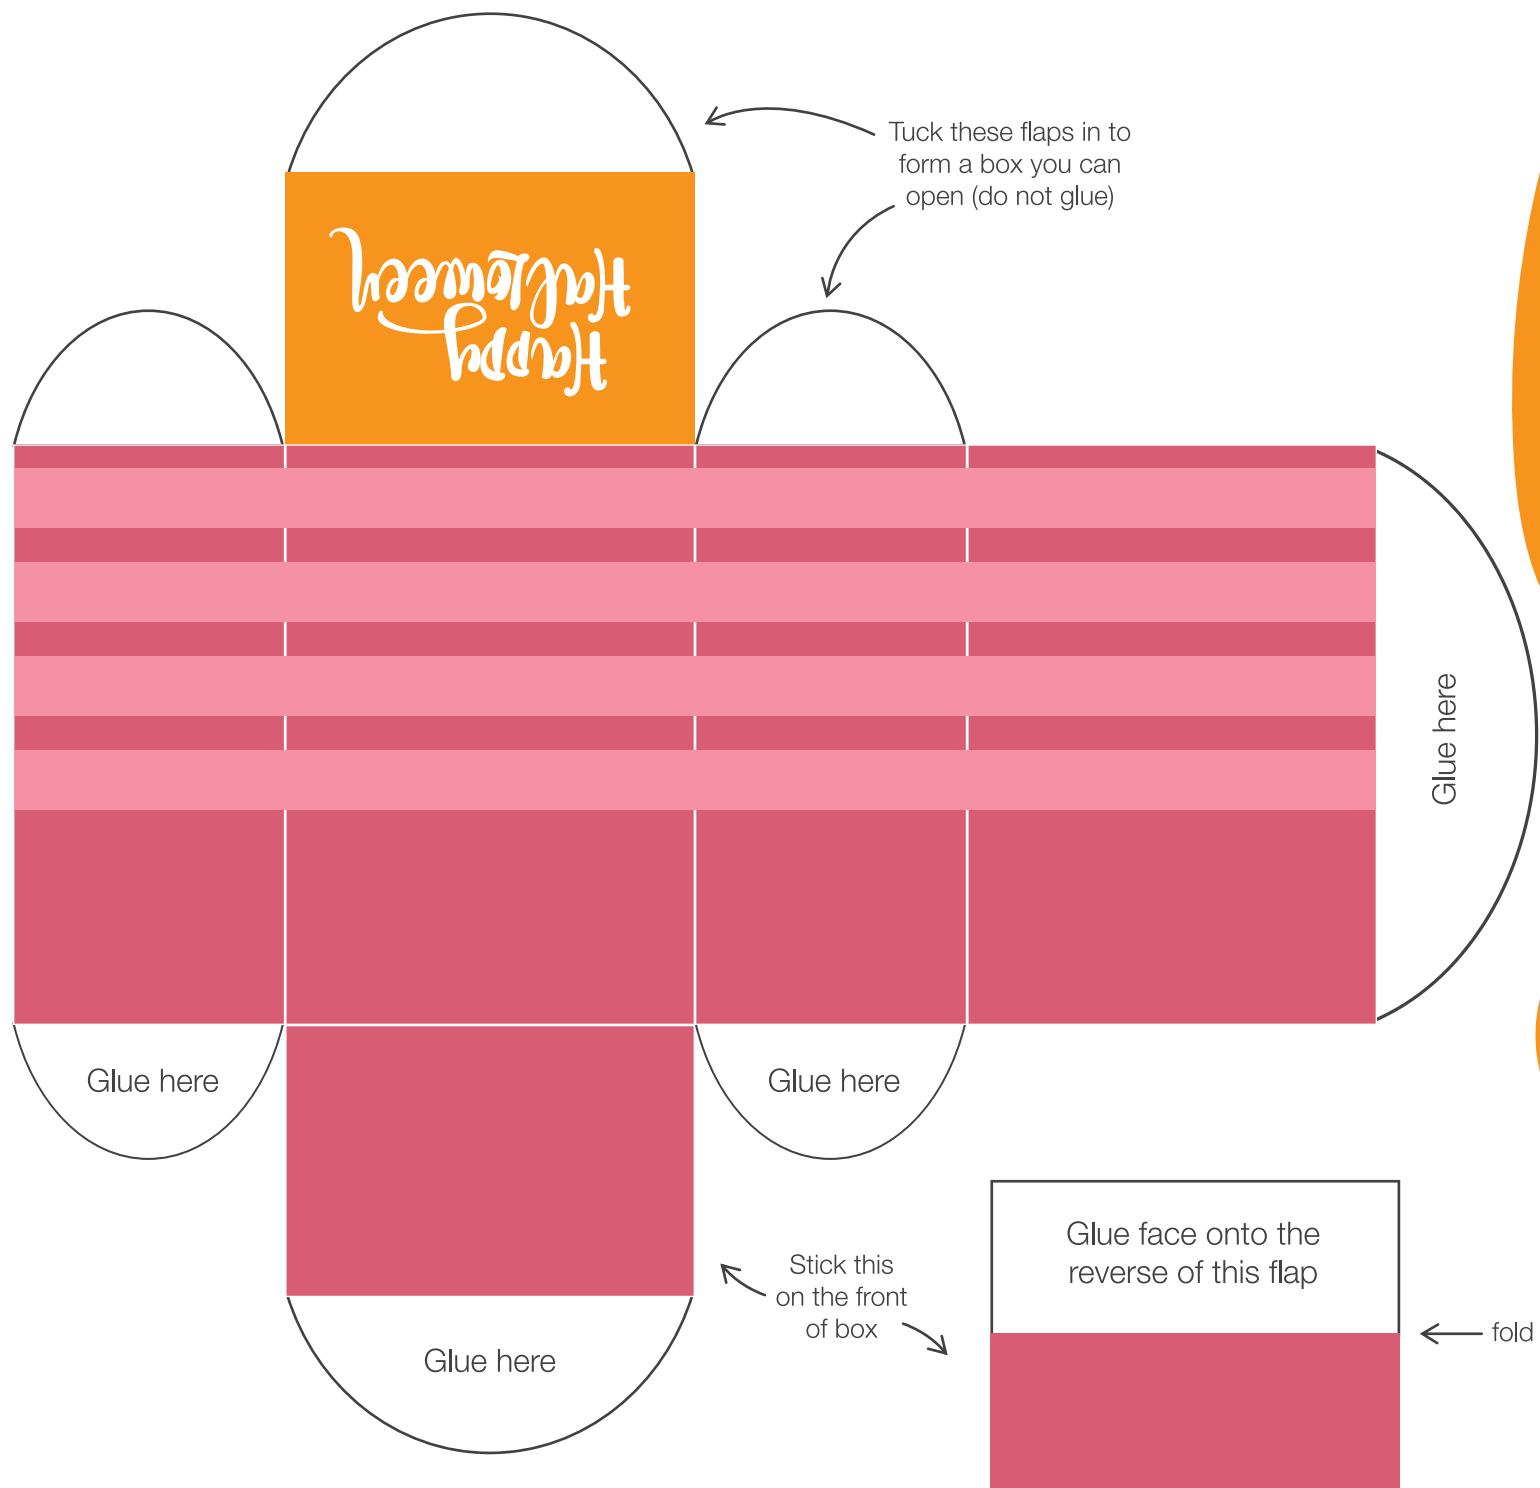 Tuck these flaps in to
form a box you can
open (do not glue)
Happy
Halloween
Glue here
Glue here
Glue here
Glue here
Stick this
on the front
of box
Glue face onto the
reverse of this flap
fold